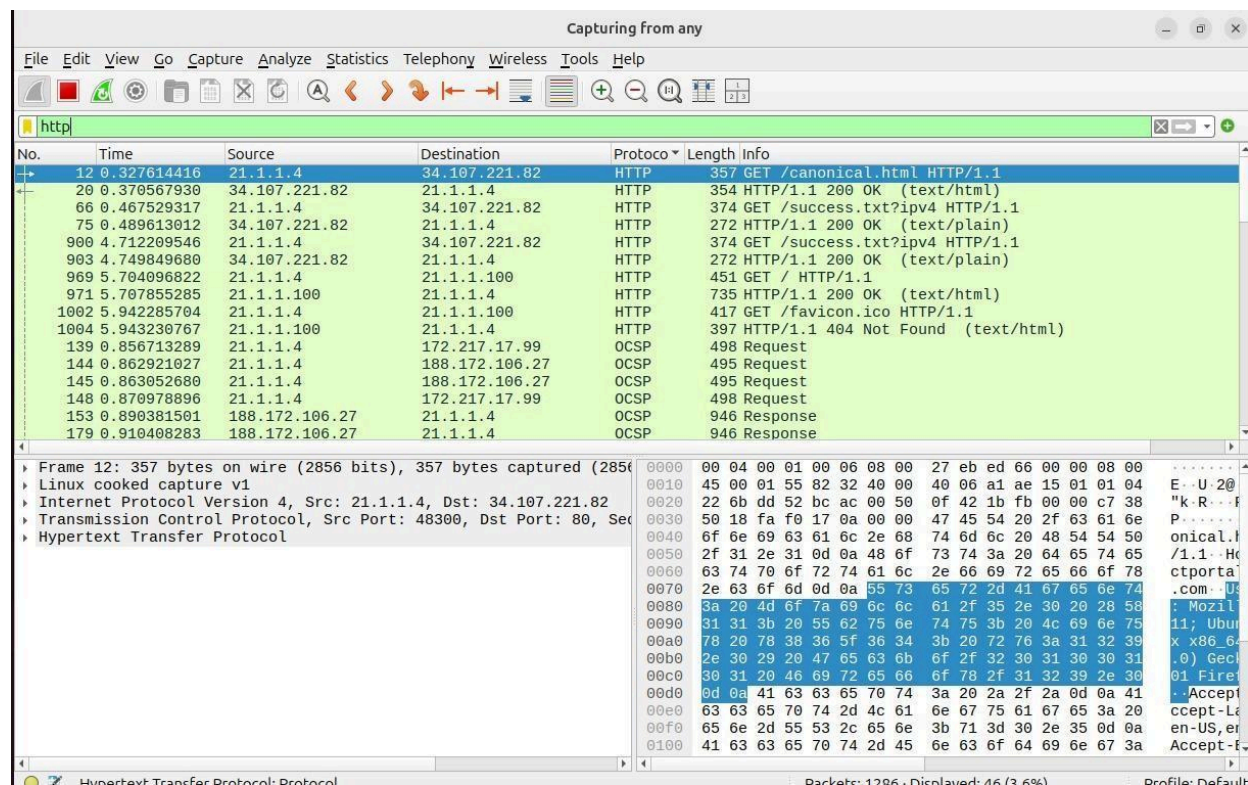 Capturing from any
File Edit View Go Capture Analyze Statistics Telephony Wireless Tools Help
http
No. Time Source Destination Protoco Length Info
12 0.327614416 21.1.1.4 34.107.221.82 HTTP 357 GET /canonical.html HTTP/1.1
20 0.370567930 34.107.221.82 21.1.1.4 HTTP 354 HTTP/1.1 200 OK (text/html)
66 0.467529317 21.1.1.4 34.107.221.82 HTTP 374 GET /success.txt?ipv4 HTTP/1.1
75 0.489613012 34.107.221.82 21.1.1.4 HTTP 272 HTTP/1.1 200 OK (text/plain)
900 4.712209546 21.1.1.4 34.107.221.82 HTTP 374 GET /success.txt?ipv4 HTTP/1.1
903 4.749849680 34.107.221.82 21.1.1.4 HTTP 272 HTTP/1.1 200 OK (text/plain)
969 5.704096822 21.1.1.4 21.1.1.100 HTTP 451 GET / HTTP/1.1
971 5.707855285 21.1.1.100 21.1.1.4 HTTP 735 HTTP/1.1 200 OK (text/html)
1002 5.942285704 21.1.1.4 21.1.1.100 HTTP 417 GET /favicon.ico HTTP/1.1
1004 5.943230767 21.1.1.100 21.1.1.4 HTTP 397 HTTP/1.1 404 Not Found (text/html)
139 0.856713289 21.1.1.4 172.217.17.99 OCSP 498 Request
144 0.862921027 21.1.1.4 188.172.106.27 OCSP 495 Request
145 0.863052680 21.1.1.4 188.172.106.27 OCSP 495 Request
148 0.870978896 21.1.1.4 172.217.17.99 OCSP 498 Request
153 0.890381501 188.172.106.27 21.1.1.4 OCSP 946 Response
179 0.910408283 188.172.106.27 21.1.1.4 OCSP 946 Response
Frame 12: 357 bytes on wire (2856 bits), 357 bytes captured (2856
Linux cooked capture v1
Internet Protocol Version 4, Src: 21.1.1.4, Dst: 34.107.221.82
Transmission Control Protocol, Src Port: 48300, Dst Port: 80, Seq
Hypertext Transfer Protocol
0000 00 04 00 01 00 06 08 00 27 eb ed 66 00 00 08 00 ········
0010 45 00 01 55 82 32 40 00 40 06 a1 ae 15 01 01 04 E··U·2@
0020 22 6b dd 52 bc ac 00 50 0f 42 1b fb 00 00 c7 38 "k·R···P
0030 50 18 fa f0 17 0a 00 00 47 45 54 20 2f 63 61 6e P·······
0040 6f 6e 69 63 61 6c 2e 68 74 6d 6c 20 48 54 54 50 onical.h
0050 2f 31 2e 31 0d 0a 48 6f 73 74 3a 20 64 65 74 65 /1.1··Ho
0060 63 74 70 6f 72 74 61 6c 2e 66 69 72 65 66 6f 78 ctportal
0070 2e 63 6f 6d 0d 0a 55 73 65 72 2d 41 67 65 6e 74 .com··Us
0080 3a 20 4d 6f 7a 69 6c 6c 61 2f 35 2e 30 20 28 58 : Mozill
0090 31 31 3b 20 55 62 75 6e 74 75 3b 20 4c 69 6e 75 11; Ubun
00a0 78 20 78 38 36 5f 36 34 3b 20 72 76 3a 31 32 39 x x86_64
00b0 2e 30 29 20 47 65 63 6b 6f 2f 32 30 31 30 30 31 .0) Geck
00c0 30 31 20 46 69 72 65 66 6f 78 2f 31 32 39 2e 30 01 Firef
00d0 0d 0a 41 63 63 65 70 74 3a 20 2a 2f 2a 0d 0a 41 ··Accept
00e0 63 63 65 70 74 2d 4c 61 6e 67 75 61 67 65 3a 20 ccept-La
00f0 65 6e 2d 55 53 2c 65 6e 3b 71 3d 30 2e 35 0d 0a en-US,en
0100 41 63 63 65 70 74 2d 45 6e 63 6f 64 69 6e 67 3a Accept-E
Hypertext Transfer Protocol: Protocol Packets: 1286 · Displayed: 46 (3.6%) Profile: Default